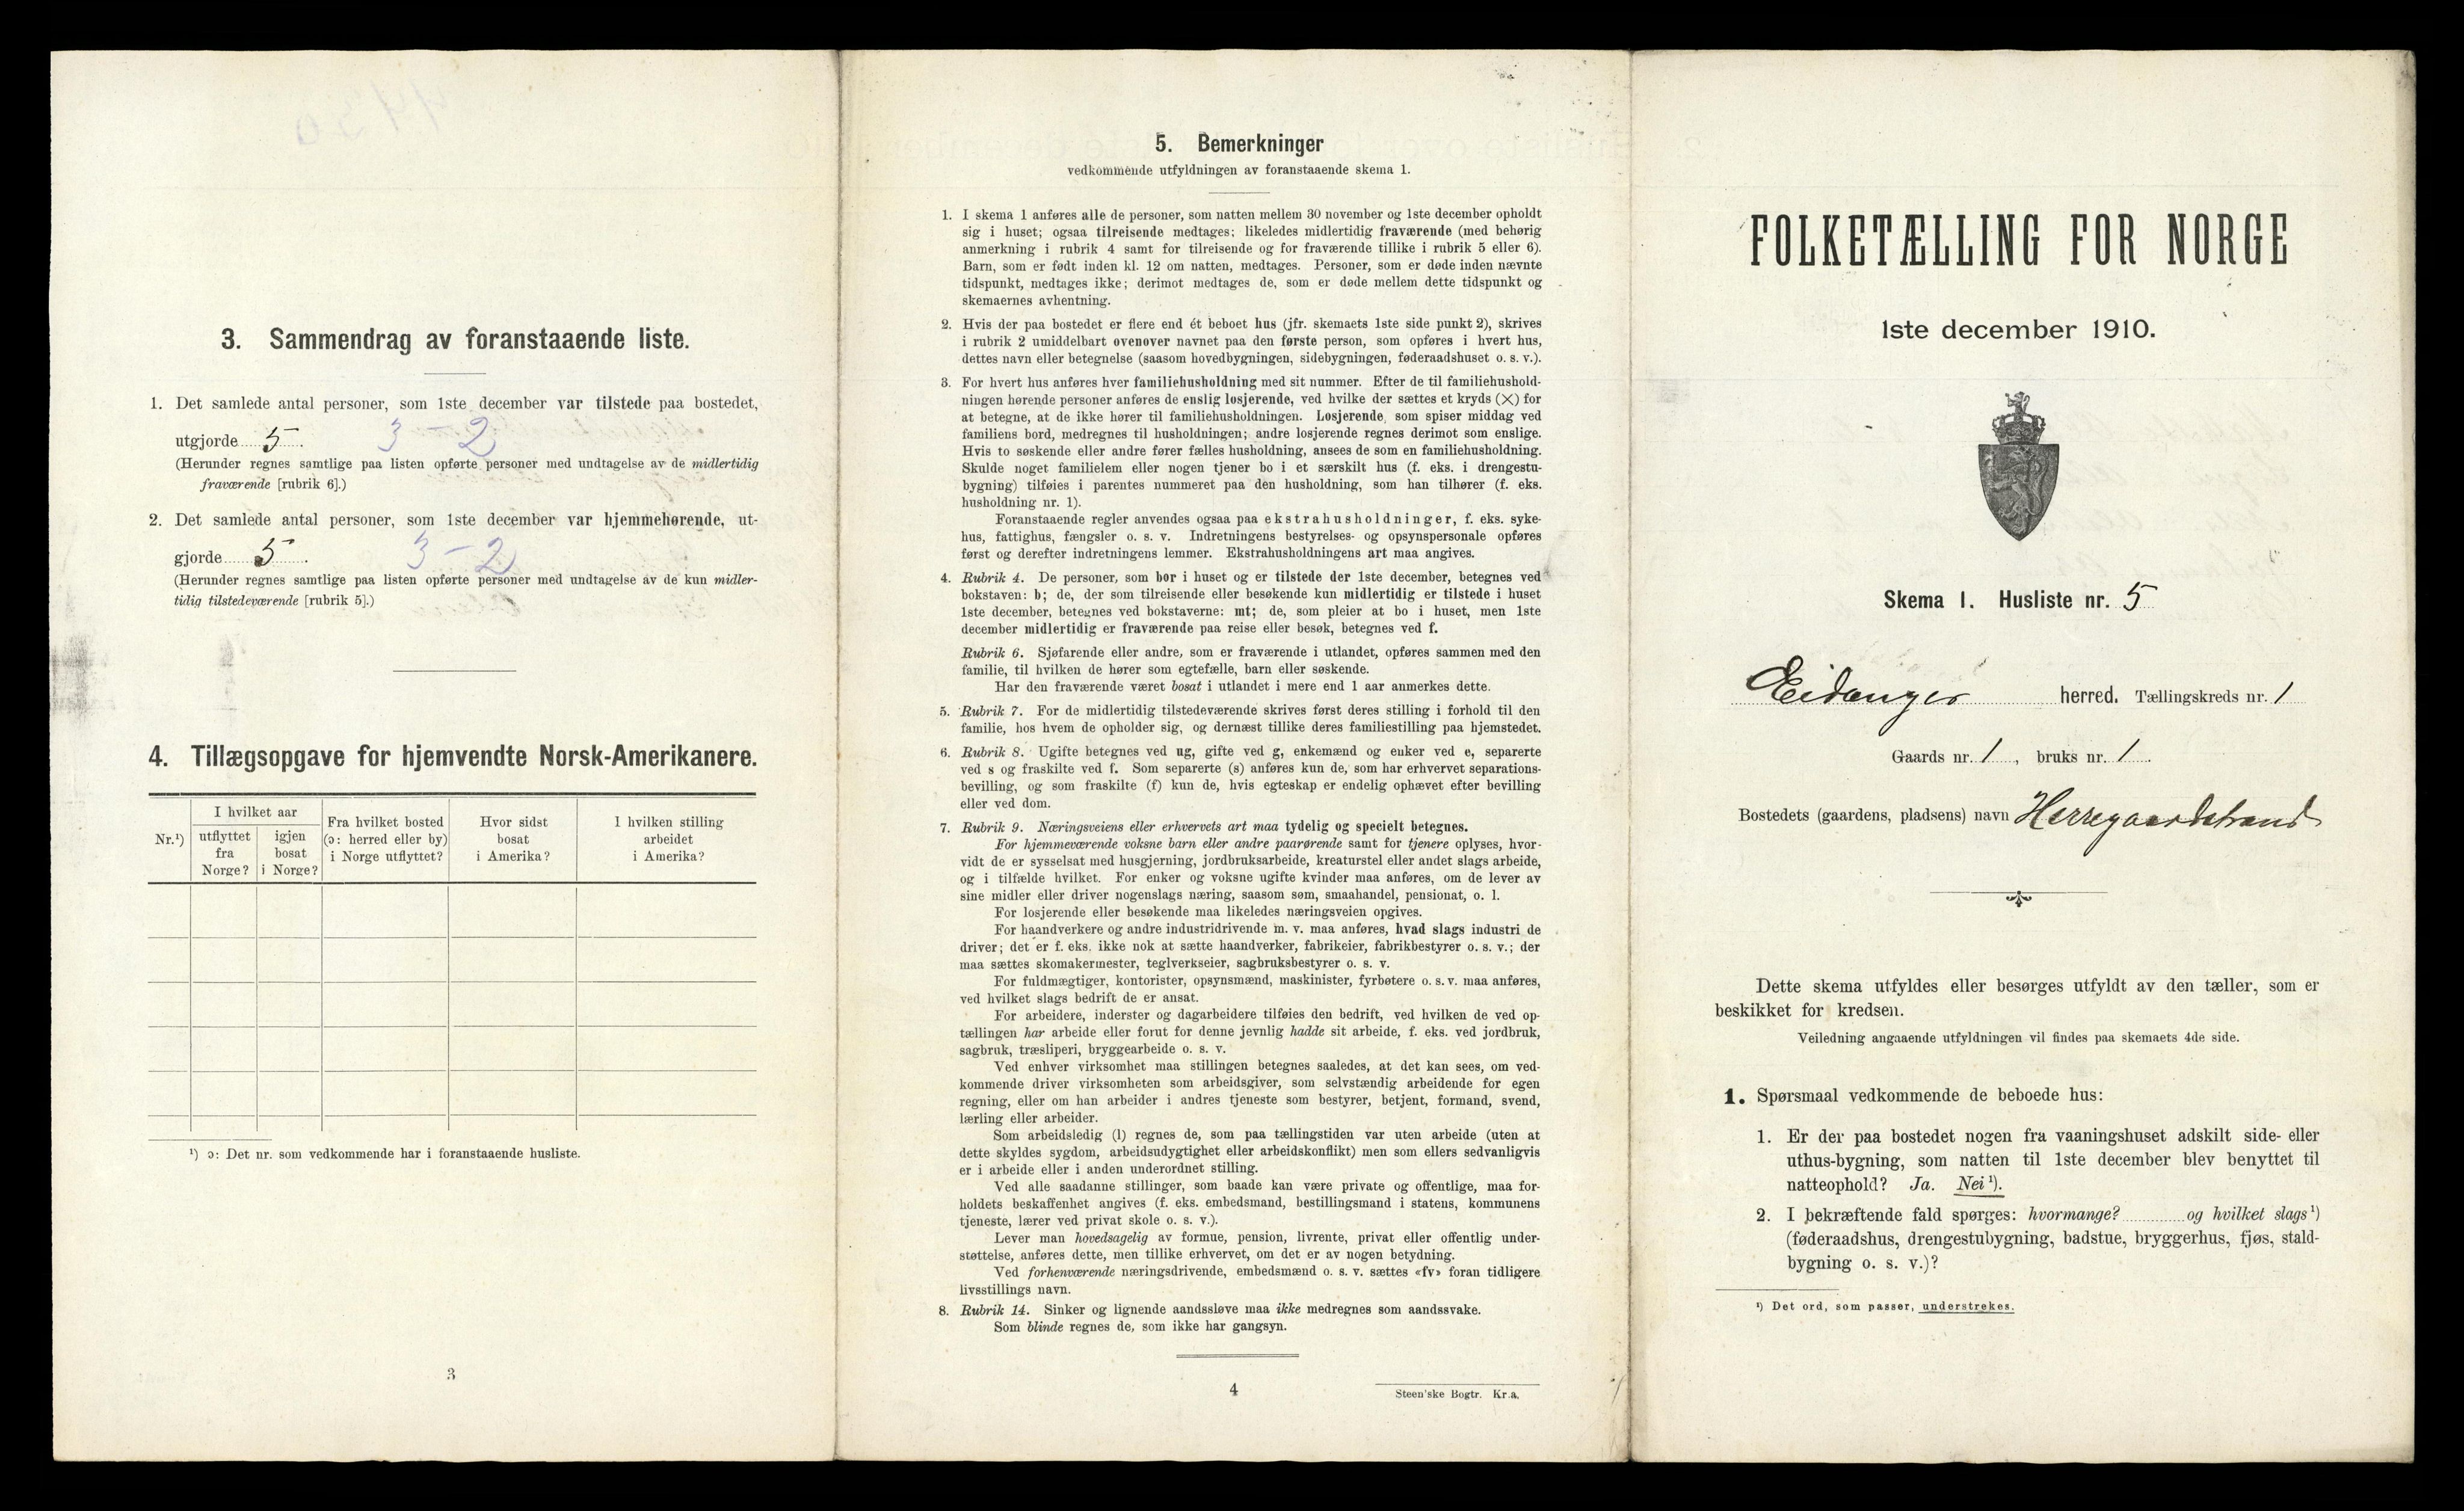 3. Sammendrag av foranstaaende liste.
1. Det samlede antal personer, som 1ste december var tilstede paa bostedet,
utgjorde 5. 3 - 2
(Herunder regnes samtlige paa listen opførte personer med undtagelse av de midlertidig
fraværende [rubrik 6].)
2. Det samlede antal personer, som 1ste december var hjemmehørende, ut-
gjorde 5. 3 - 2
(Herunder regnes samtlige paa listen opførte personer med undtagelse av de kun midler-
tidig tilstedeværende [rubrik 5].)
4. Tillægsopgave for hjemvendte Norsk-Amerikanere.
Nr.¹)
I hvilket aar
utflyttet
fra
Norge?
igjen
bosat
i Norge?
Fra hvilket bosted
(ɔ: herred eller by)
i Norge utflyttet?
Hvor sidst
bosat
i Amerika?
I hvilken stilling
arbeidet
i Amerika?
¹) ɔ: Det nr. som vedkommende har i foranstaaende husliste.
3
5. Bemerkninger
vedkommende utfyldningen av foranstaaende skema 1.
1. I skema 1 anføres alle de personer, som natten mellem 30 november og 1ste december opholdt
sig i huset; ogsaa tilreisende medtages; likeledes midlertidig fraværende (med behørig
anmerkning i rubrik 4 samt for tilreisende og for fraværende tillike i rubrik 5 eller 6).
Barn, som er født inden kl. 12 om natten, medtages. Personer, som er døde inden nævnte
tidspunkt, medtages ikke; derimot medtages de, som er døde mellem dette tidspunkt og
skemaernes avhentning.
2. Hvis der paa bostedet er flere end ét beboet hus (jfr. skemaets 1ste side punkt 2), skrives
i rubrik 2 umiddelbart ovenover navnet paa den første person, som opføres i hvert hus,
dettes navn eller betegnelse (saasom hovedbygningen, sidebygningen, føderaadshuset o. s. v.).
3. For hvert hus anføres hver familiehusholdning med sit nummer. Efter de til familiehushold-
ningen hørende personer anføres de enslig losjerende, ved hvilke der sættes et kryds (×) for
at betegne, at de ikke hører til familiehusholdningen. Losjerende, som spiser middag ved
familiens bord, medregnes til husholdningen; andre losjerende regnes derimot som enslige.
Hvis to søskende eller andre fører fælles husholdning, ansees de som en familiehusholdning.
Skulde noget familielem eller nogen tjener bo i et særskilt hus (f. eks. i drengestu-
bygning) tilføies i parentes nummeret paa den husholdning, som han tilhører (f. eks.
husholdning nr. 1).
Foranstaaende regler anvendes ogsaa paa ekstrahusholdninger, f. eks. syke-
hus, fattighus, fængsler o. s. v. Indretningens bestyrelses- og opsynspersonale opføres
først og derefter indretningens lemmer. Ekstrahusholdningens art maa angives.
4. Rubrik 4. De personer, som bor i huset og er tilstede der 1ste december, betegnes ved
bokstaven: b; de, der som tilreisende eller besøkende kun midlertidig er tilstede i huset
1ste december, betegnes ved bokstaverne: mt; de, som pleier at bo i huset, men 1ste
december midlertidig er fraværende paa reise eller besøk, betegnes ved f.
Rubrik 6. Sjøfarende eller andre, som er fraværende i utlandet, opføres sammen med den
familie, til hvilken de hører som egtefælle, barn eller søskende.
Har den fraværende været bosat i utlandet i mere end 1 aar anmerkes dette.
5. Rubrik 7. For de midlertidig tilstedeværende skrives først deres stilling i forhold til den
familie, hos hvem de opholder sig, og dernæst tillike deres familiestilling paa hjemstedet.
6. Rubrik 8. Ugifte betegnes ved ug, gifte ved g, enkemænd og enker ved e, separerte
ved s og fraskilte ved f. Som separerte (s) anføres kun de, som har erhvervet separations-
bevilling, og som fraskilte (f) kun de, hvis egteskap er endelig ophævet efter bevilling
eller ved dom.
7. Rubrik 9. Næringsveiens eller erhvervets art maa tydelig og specielt betegnes.
For hjemmeværende voksne barn eller andre paarørende samt for tjenere oplyses, hvor-
vidt de er sysselsat med husgjerning, jordbruksarbeide, kreaturstel eller andet slags arbeide,
og i tilfælde hvilket. For enker og voksne ugifte kvinder maa anføres, om de lever av
sine midler eller driver nogenslags næring, saasom søm, smaahandel, pensionat, o. l.
For losjerende eller besøkende maa likeledes næringsveien opgives.
For haandverkere og andre industridrivende m. v. maa anføres, hvad slags industri de
driver; det er f. eks. ikke nok at sætte haandverker, fabrikeier, fabrikbestyrer o. s. v.; der
maa sættes skomakermester, teglverkseier, sagbruksbestyrer o. s. v.
For fuldmægtiger, kontorister, opsynsmænd, maskinister, fyrbøtere o. s. v. maa anføres,
ved hvilket slags bedrift de er ansat.
For arbeidere, inderster og dagarbeidere tilføies den bedrift, ved hvilken de ved op-
tællingen har arbeide eller forut for denne jevnlig hadde sit arbeide, f. eks. ved jordbruk,
sagbruk, træsliperi, bryggearbeide o. s. v.
Ved enhver virksomhet maa stillingen betegnes saaledes, at det kan sees, om ved-
kommende driver virksomheten som arbeidsgiver, som selvstændig arbeidende for egen
regning, eller om han arbeider i andres tjeneste som bestyrer, betjent, formand, svend,
lærling eller arbeider.
Som arbeidsledig (l) regnes de, som paa tællingstiden var uten arbeide (uten at
dette skyldes sygdom, arbeidsudygtighet eller arbeidskonflikt) men som ellers sedvanligvis
er i arbeide eller i anden underordnet stilling.
Ved alle saadanne stillinger, som baade kan være private og offentlige, maa for-
holdets beskaffenhet angives (f. eks. embedsmand, bestillingsmand i statens, kommunens
tjeneste, lærer ved privat skole o. s. v.).
Lever man hovedsagelig av formue, pension, livrente, privat eller offentlig under-
støttelse, anføres dette, men tillike erhvervet, om det er av nogen betydning.
Ved forhenværende næringsdrivende, embedsmænd o. s. v. sættes «fv» foran tidligere
livsstillings navn.
8. Rubrik 14. Sinker og lignende aandssløve maa ikke medregnes som aandssvake.
Som blinde regnes de, som ikke har gangsyn.
4
Steen'ske Bogtr. Kr.a.
FOLKETÆLLING FOR NORGE
1ste december 1910.
Skema 1. Husliste nr. 5
Eidanger herred. Tællingskreds nr. 1
Gaards nr. 1, bruks nr. 1.
Bostedets (gaardens, pladsens) navn Herregaardstrand
Dette skema utfyldes eller besørges utfyldt av den tæller, som er
beskikket for kredsen.
Veiledning angaaende utfyldningen vil findes paa skemaets 4de side.
1. Spørsmaal vedkommende de beboede hus:
1. Er der paa bostedet nogen fra vaaningshuset adskilt side- eller
uthus-bygning, som natten til 1ste december blev benyttet til
natteophold? Ja. Nei¹).
2. I bekræftende fald spørges: hvormange? og hvilket slags¹)
(føderaadshus, drengestubygning, badstue, bryggerhus, fjøs, stald-
bygning o. s. v.)?
¹) Det ord, som passer, understrekes.